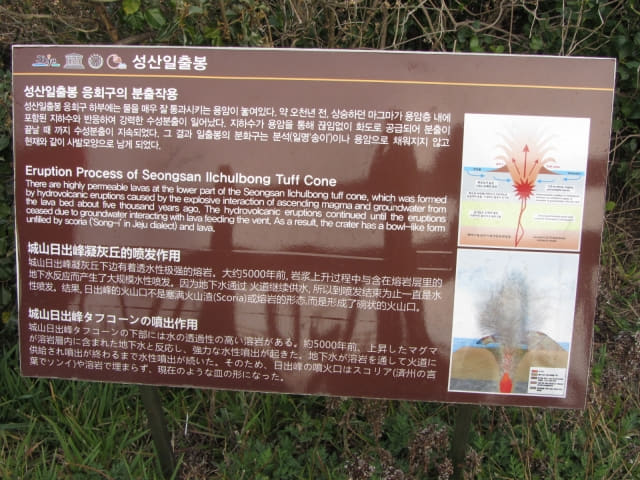 성산일출봉
성산일출봉 응회구의 분출작용
성산일출봉 응회구 하부에는 물을 매우 잘 통과시키는 용암이 놓여있다. 약 오천년 전, 상승하던 마그마가 용암층 내에
포함된 지하수와 반응하여 강력한 수성분출이 일어났다. 지하수가 용암을 통해 끊임없이 화도로 공급되어 분출이
끝날 때 까지 수성분출이 지속되었다. 그 결과 일출봉의 분화구는 분석(일명'송이')이나 용암으로 채워지지 않고
현재와 같이 사발모양으로 남게 되었다.
Eruption Process of Seongsan Ilchulbong Tuff Cone
There are highly permeable lavas at the lower part of the Seongsan Ilchulbong tuff cone, which was formed
by hydrovolcanic eruptions caused by the explosive interaction of ascending magma and groundwater from
the lava bed about five thousand years ago. The hydrovolcanic eruptions continued until the eruptions
ceased due to groundwater interacting with lava feeding the vent. As a result, the crater has a bowl-like form
unfilled by scoria ('Song-i' in Jeju dialect) and lava.
城山日出峰凝灰丘的喷发作用
城山日出峰凝灰丘下边有着透水性极强的熔岩。大约5000年前, 岩浆上升过程中与含在熔岩层里的
地下水反应而产生了大规模水性喷发。因为地下水通过 火道继续供水, 所以到喷发结束为止一直是水
性喷发。结果, 日出峰的火山口不是塞满火山渣(Scoria)或熔岩的形态,而是形成了碗状的火山口。
城山日出峰タフコーンの噴出作用
城山日出峰タフコーンの下部には水の透過性の高い溶岩がある。約5000年前、上昇したマグマ
が溶岩層内に含まれた地下水と反応し、強力な水性噴出が起きた。地下水が溶岩を通して火道に
供給され噴出が終わるまで水性噴出が続いた。そのため、日出峰の噴火口はスコリア(済州の言
葉でソンイ)や溶岩で埋まらず、現在のような皿の形になった。